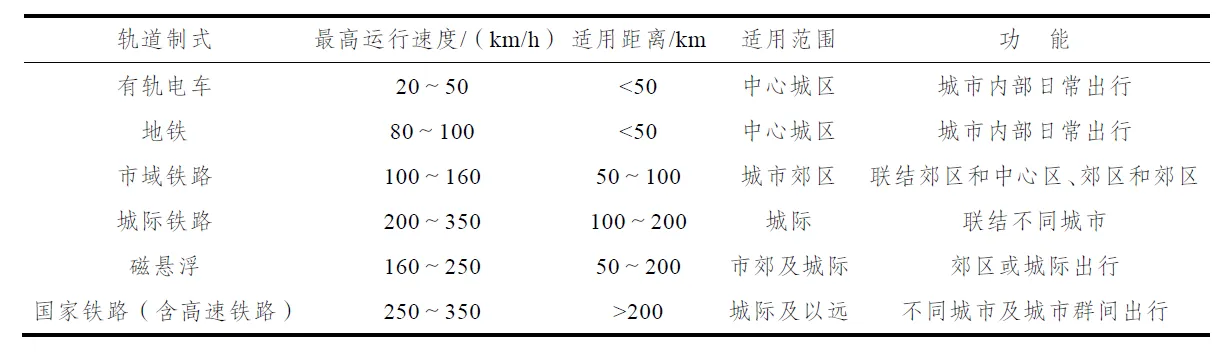 轨道制式 最高运行速度/(km/h) 适用距离/km 适用范围 功 能
有轨电车 20～50 <50 中心城区 城市内部日常出行
地铁 80～100 <50 中心城区 城市内部日常出行
市域铁路 100～160 50～100 城市郊区 联结郊区和中心区、郊区和郊区
城际铁路 200～350 100～200 城际 联结不同城市
磁悬浮 160～250 50～200 市郊及城际 郊区或城际出行
国家铁路(含高速铁路) 250～350 >200 城际及以远 不同城市及城市群间出行